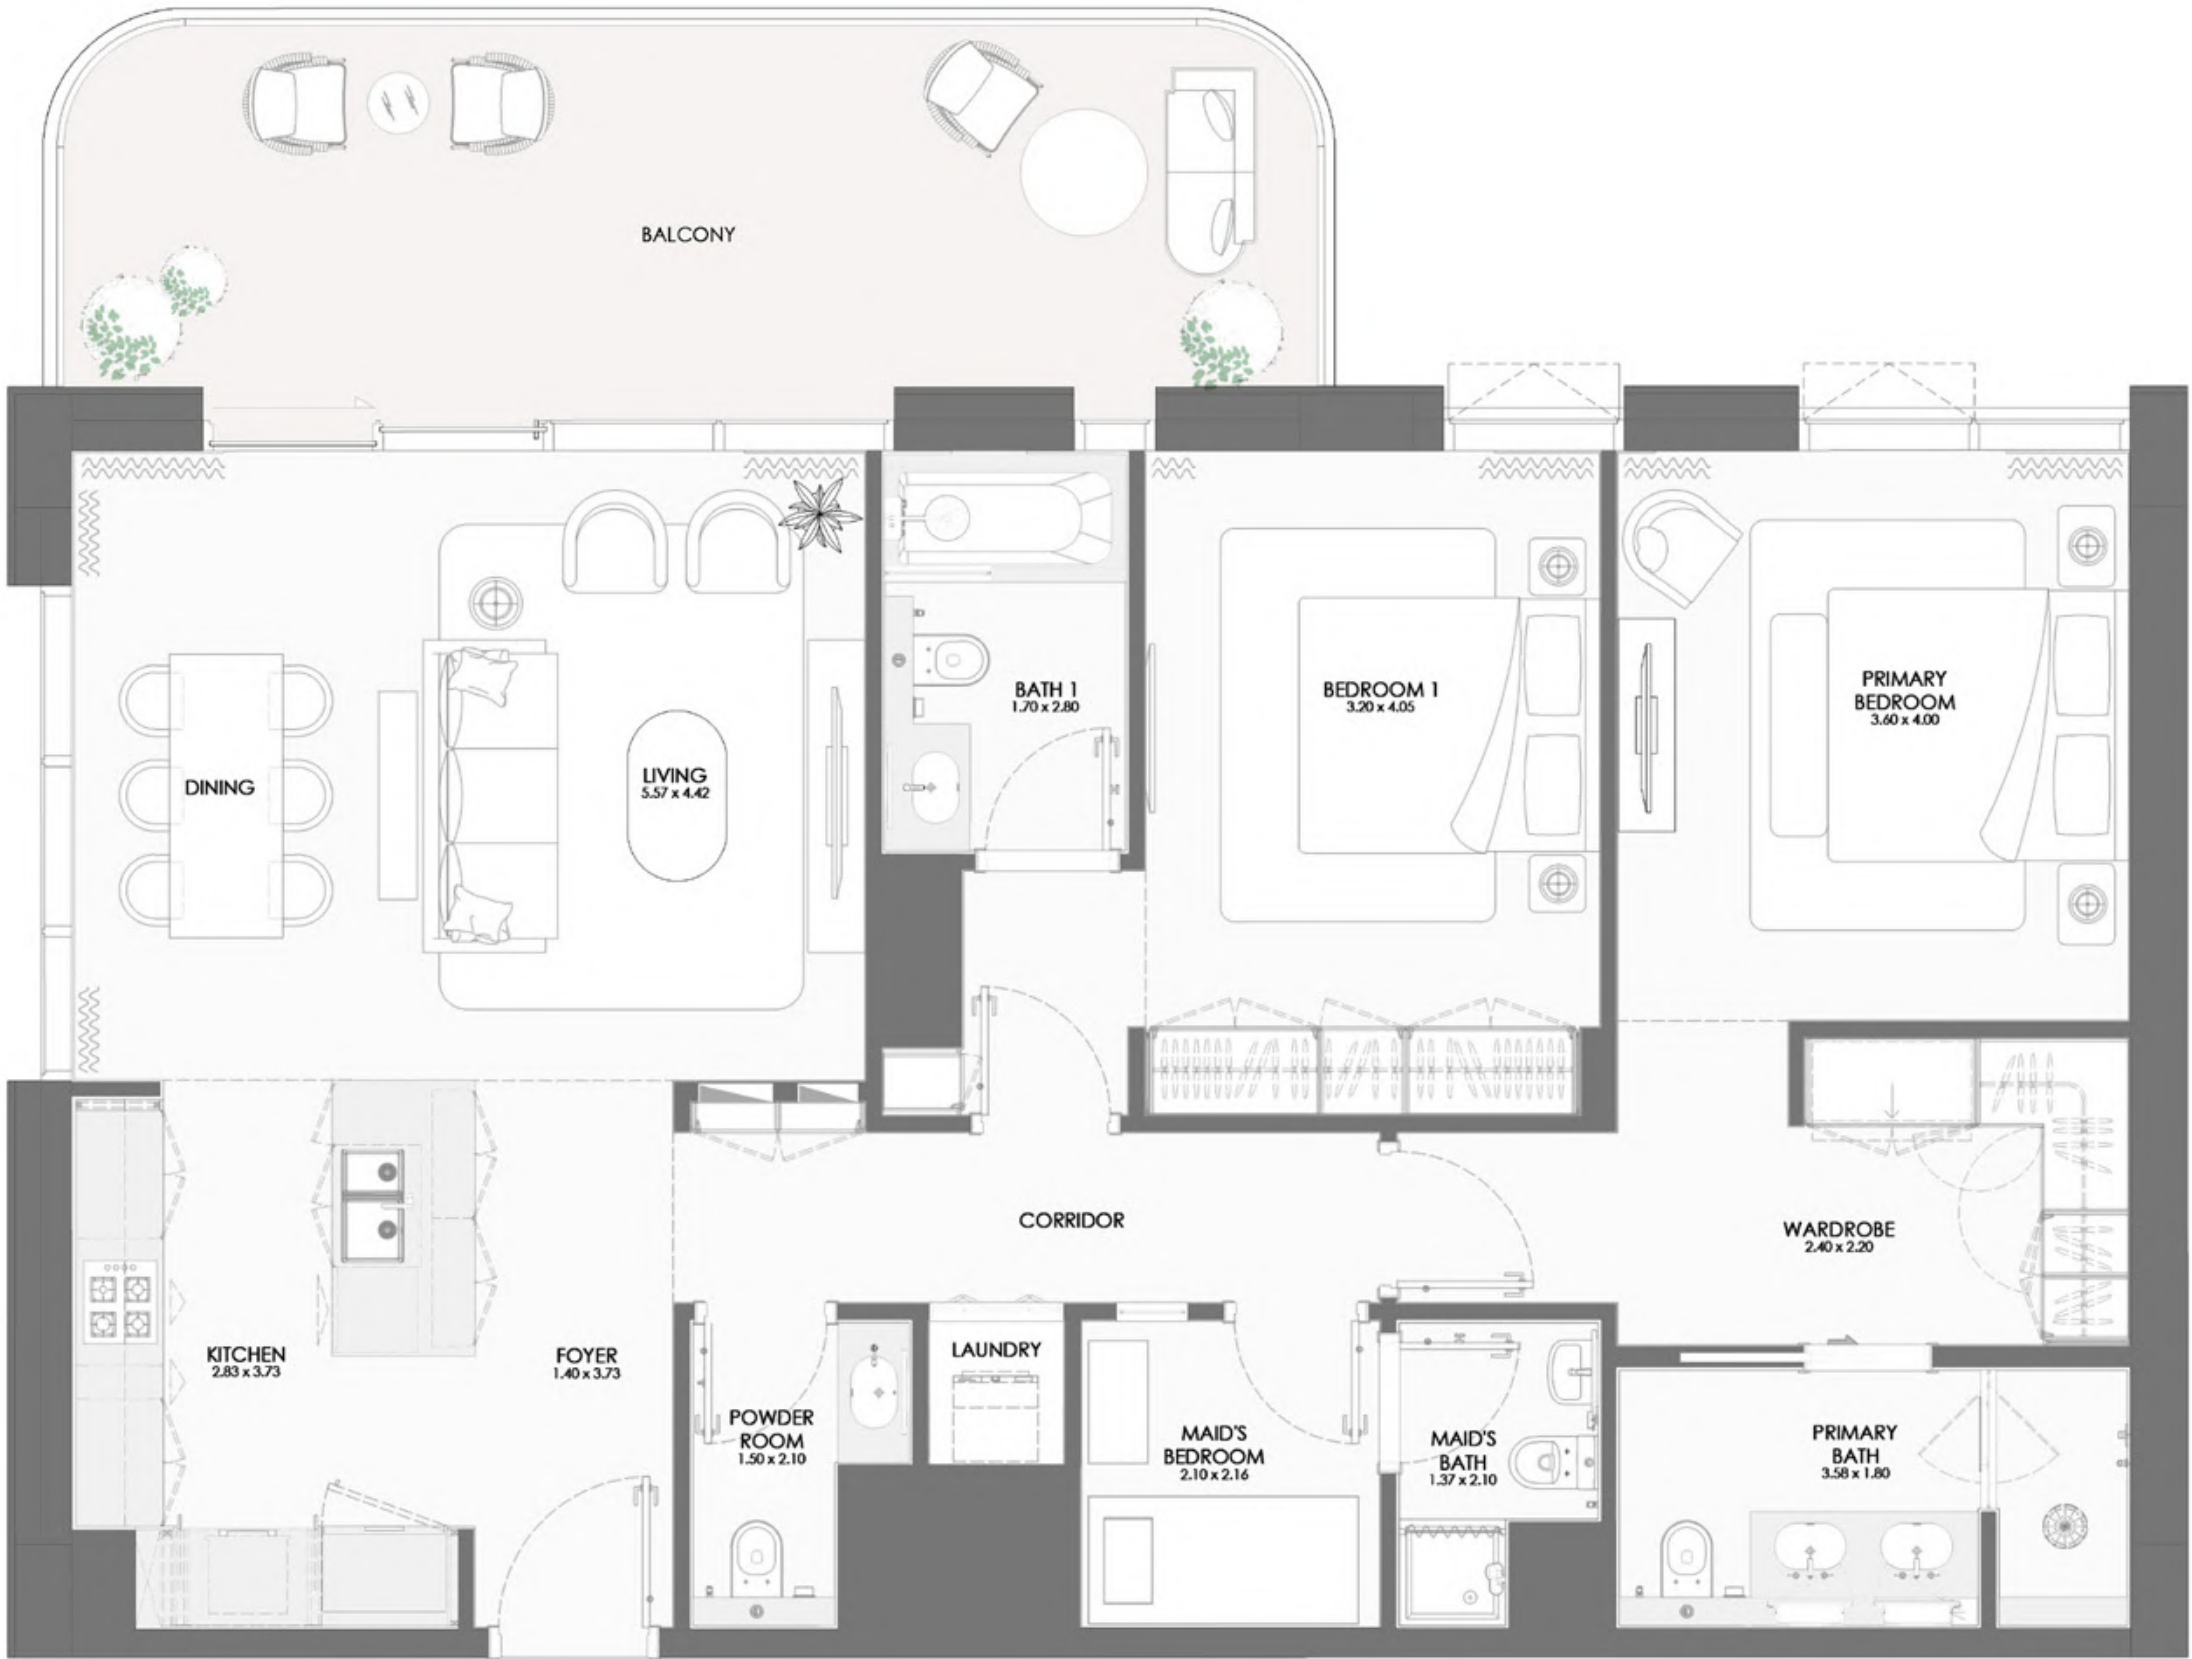 BALCONY
BATH 1
1.70 x 2.80
BEDROOM 1
3.20 x 4.05
PRIMARY
BEDROOM
3.60 x 4.00
DINING
LIVING
5.57 x 4.42
CORRIDOR
WARDROBE
2.40 x 2.20
KITCHEN
2.83 x 3.73
FOYER
1.40 x 3.73
POWDER
ROOM
1.50 x 2.10
LAUNDRY
MAID'S
BEDROOM
2.10 x 2.16
MAID'S
BATH
1.37 x 2.10
PRIMARY
BATH
3.58 x 1.80